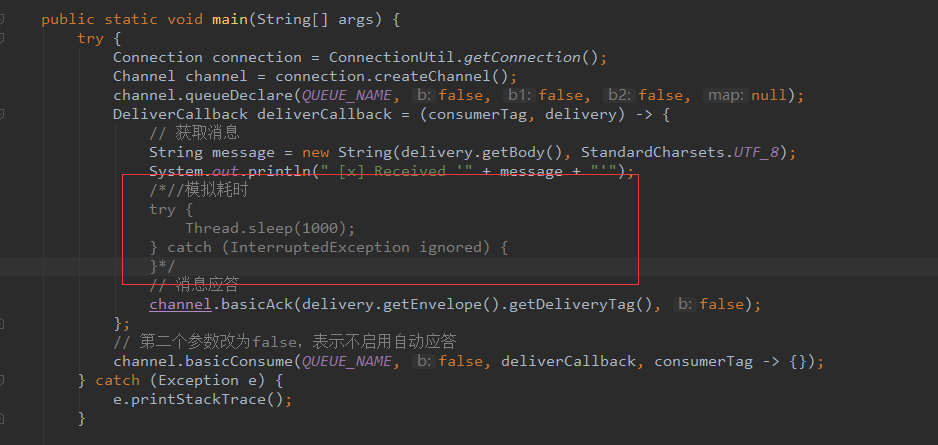 public static void main(String[] args) {
try {
Connection connection = ConnectionUtil.getConnection();
Channel channel = connection.createChannel();
channel.queueDeclare(QUEUE_NAME, b: false, b1: false, b2: false, map: null);
DeliverCallback deliverCallback = (consumerTag, delivery) -> {
// 获取消息
String message = new String(delivery.getBody(), StandardCharsets.UTF_8);
System.out.println(" [x] Received '" + message + "'");
/*//模拟耗时
try {
Thread.sleep(1000);
} catch (InterruptedException ignored) {
}*/
// 消息应答
channel.basicAck(delivery.getEnvelope().getDeliveryTag(), b: false);
};
// 第二个参数改为false，表示不启用自动应答
channel.basicConsume(QUEUE_NAME, b: false, deliverCallback, consumerTag -> {});
} catch (Exception e) {
e.printStackTrace();
}